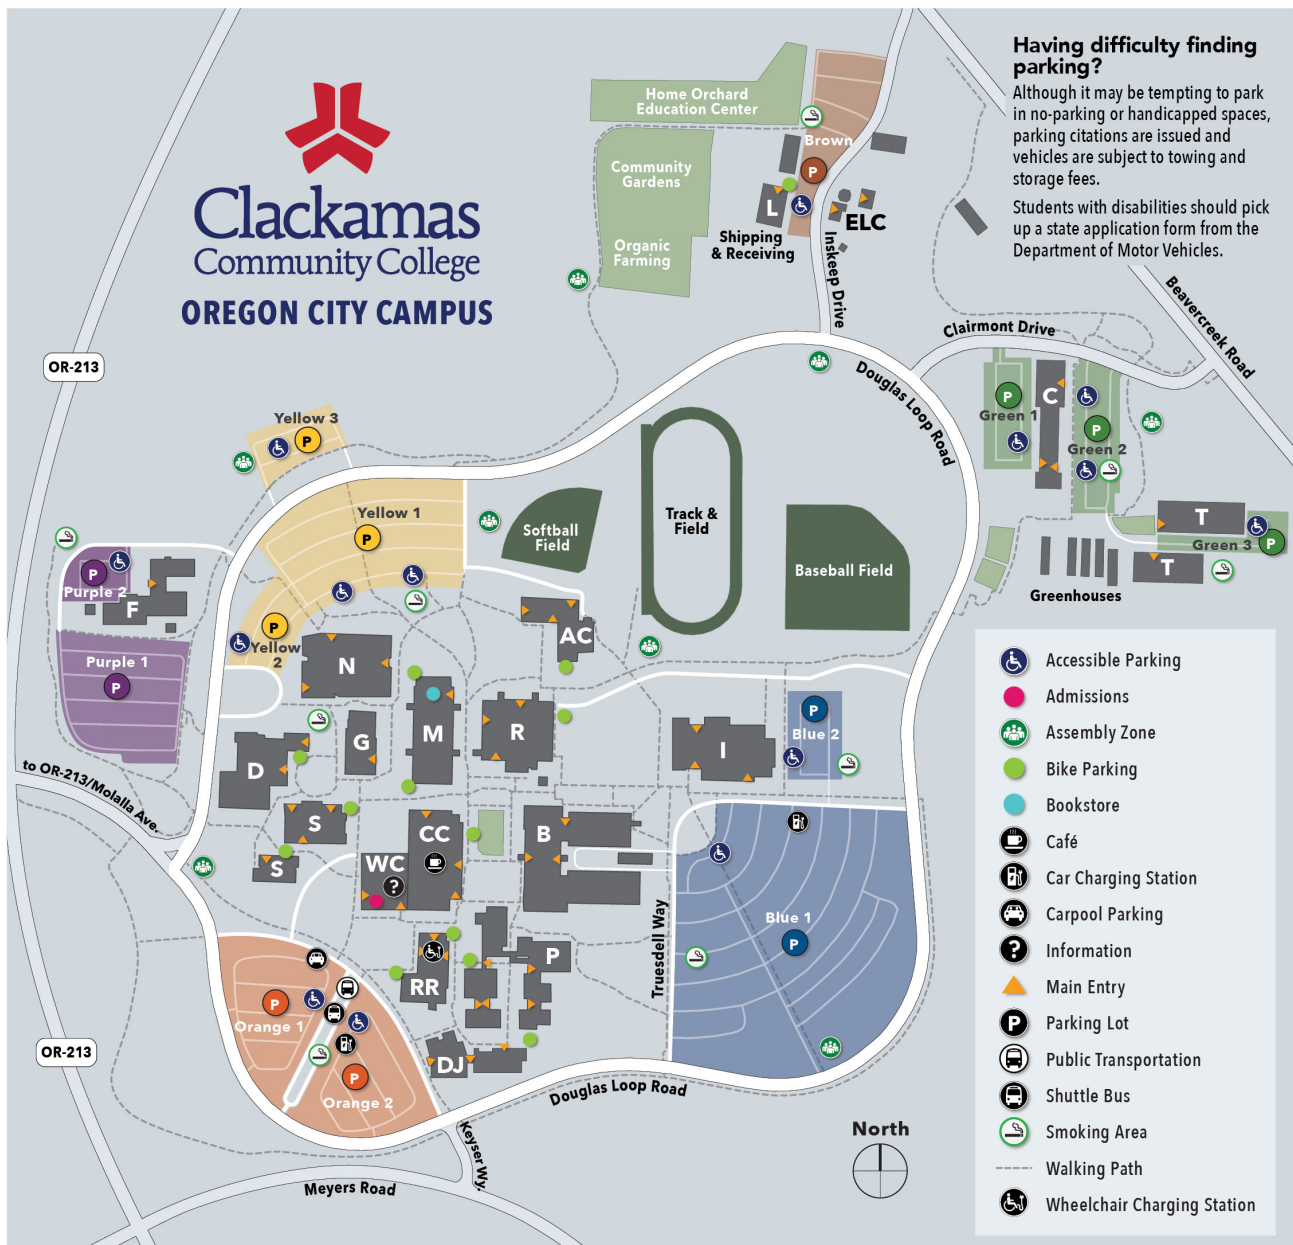 Having difficulty finding
parking?
Although it may be tempting to park
in no-parking or handicapped spaces,
parking citations are issued and
vehicles are subject to towing and
storage fees.
Students with disabilities should pick
up a state application form from the
Department of Motor Vehicles.
Clackamas
Community College
OREGON CITY CAMPUS
Home Orchard
Education Center
Community
Gardens
Organic
Farming
Brown
P
L
ELC
Shipping
& Receiving
Inskeep Drive
Beavercreek Road
Clairmont Drive
OR-213
Douglas Loop Road
P
Green 1
C
P
Green 2
Yellow 3
P
Yellow 1
P
Softball
Field
Track &
Field
Baseball Field
T
Green 3
P
T
Greenhouses
P
Purple 2
F
Purple 1
P
P
Yellow
2
N
AC
M
R
G
D
I
P
Blue 2
to OR-213/Molalla Ave.
S
S
CC
WC
?
B
Truesdell Way
Blue 1
P
RR
P
DJ
P
Orange 1
P
Orange 2
OR-213
Douglas Loop Road
Keyser Wy.
Meyers Road
North
Accessible Parking
Admissions
Assembly Zone
Bike Parking
Bookstore
Café
Car Charging Station
Carpool Parking
? Information
Main Entry
P Parking Lot
Public Transportation
Shuttle Bus
Smoking Area
Walking Path
Wheelchair Charging Station